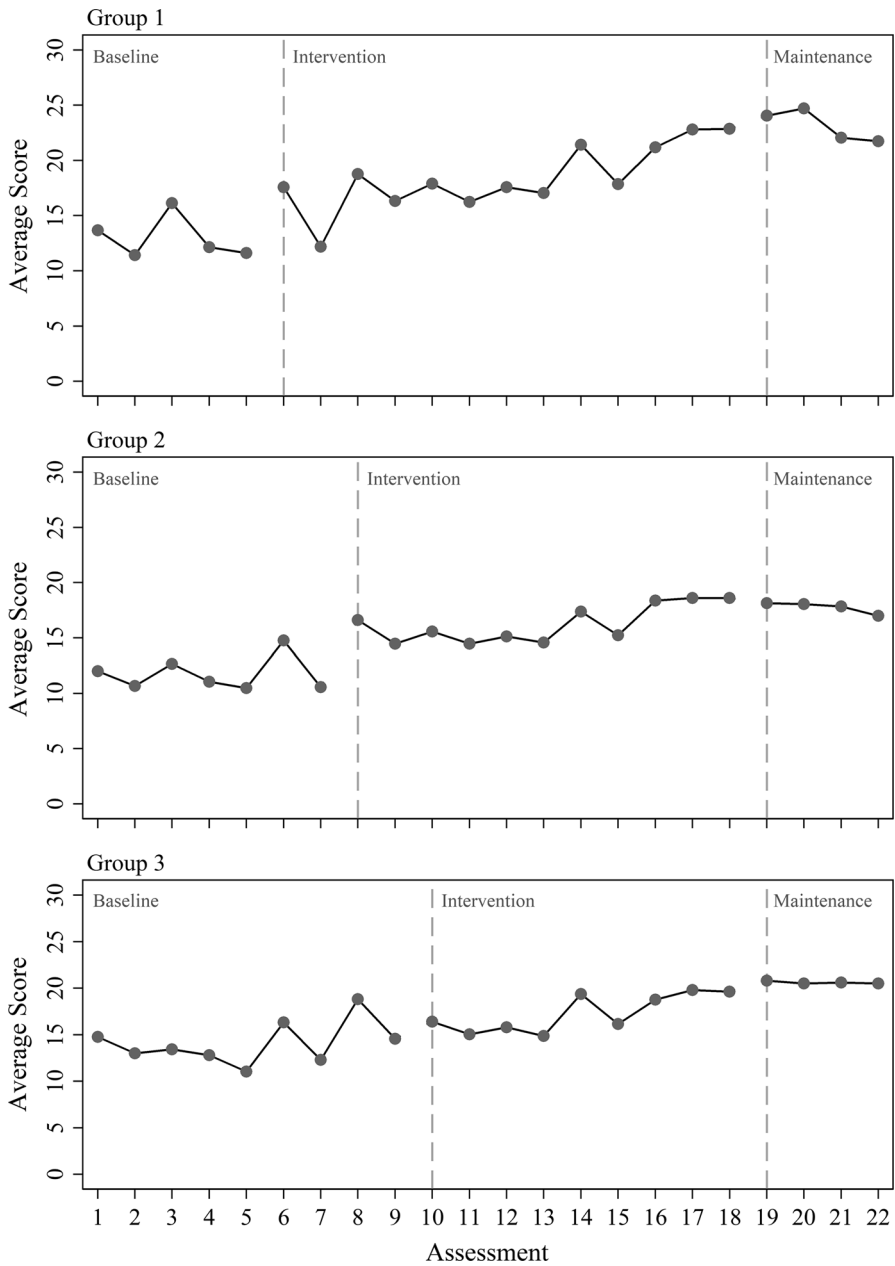 Group 1
Baseline Intervention Maintenance
30
25
20
15
10
5
0
Average Score
Group 2
Baseline Intervention Maintenance
30
25
20
15
10
5
0
Average Score
Group 3
Baseline Intervention Maintenance
30
25
20
15
10
5
0
Average Score
1 2 3 4 5 6 7 8 9 10 11 12 13 14 15 16 17 18 19 20 21 22
Assessment